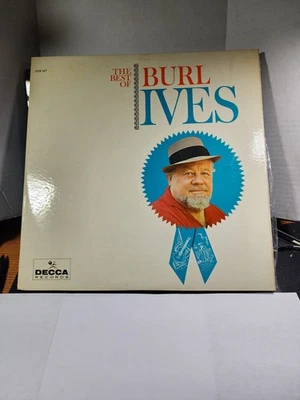 THE
BEST
OF
BURL
IVES
DECCA
RECORDS